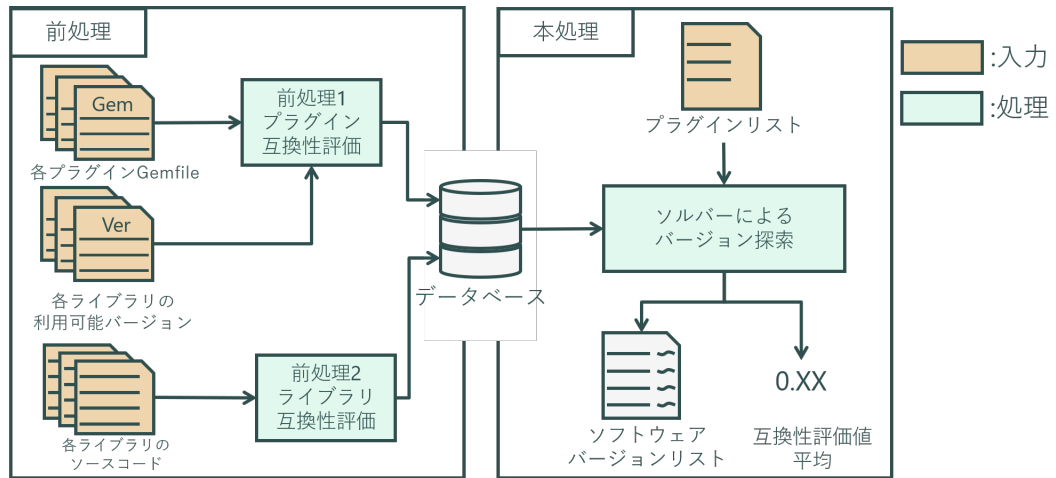 前処理
Gem
各プラグインGemfile
Ver
各ライブラリの
利用可能バージョン
各ライブラリの
ソースコード
前処理1
プラグイン
互換性評価
前処理2
ライブラリ
互換性評価
データベース
本処理
プラグインリスト
ソルバーによる
バージョン探索
ソフトウェア
バージョンリスト
0.XX
互換性評価値
平均
:入力
:処理